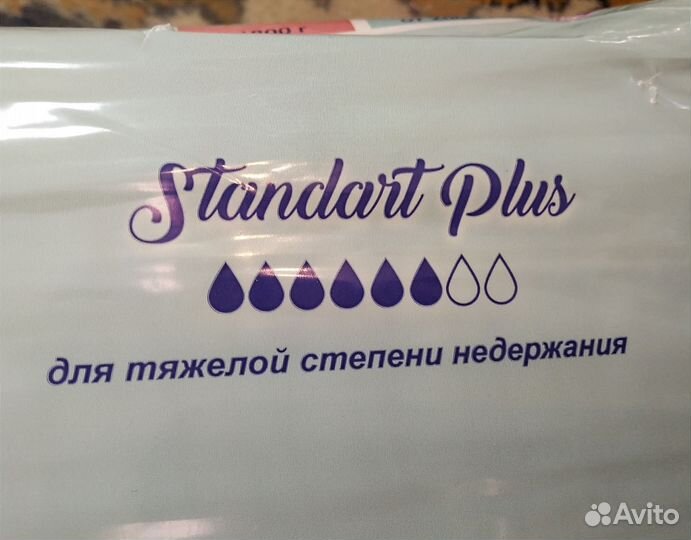 Standart Plus
для тяжелой степени недержания
Avito